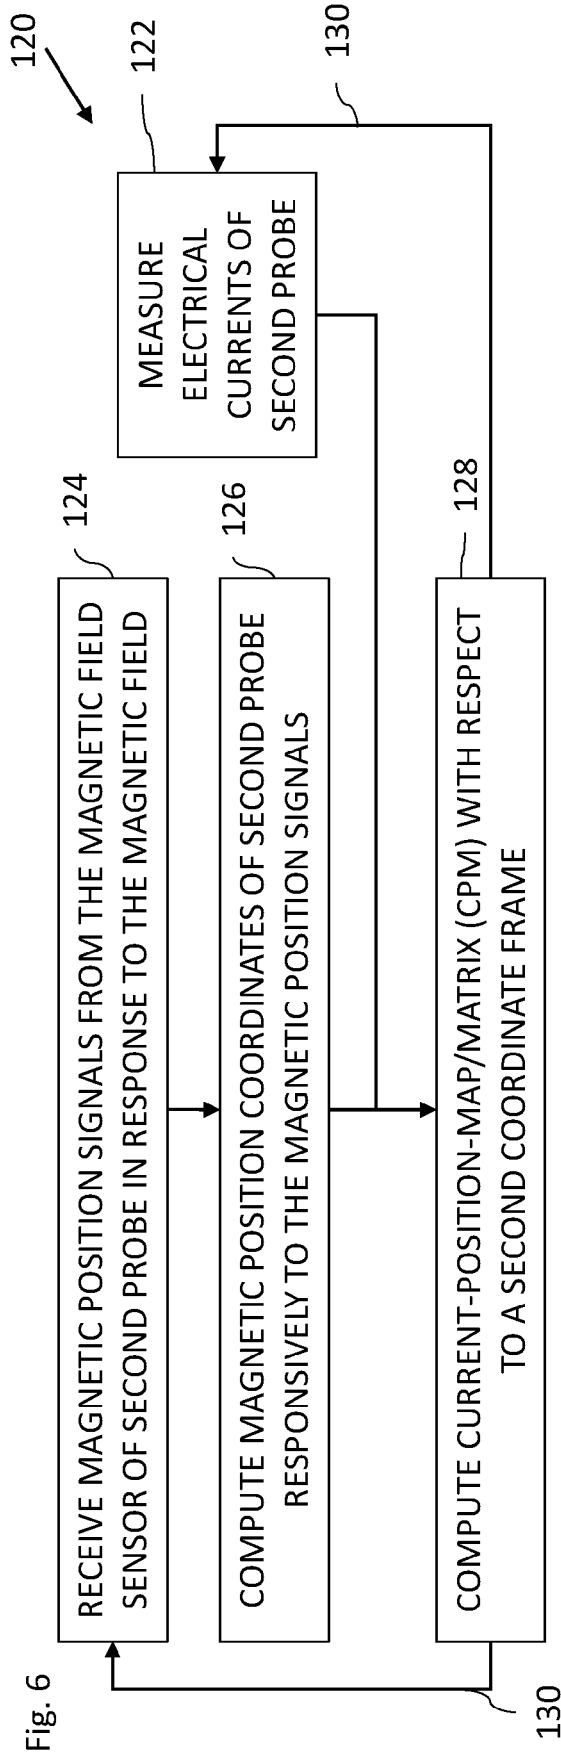 Fig. 6
120
124
RECEIVE MAGNETIC POSITION SIGNALS FROM THE MAGNETIC FIELD
SENSOR OF SECOND PROBE IN RESPONSE TO THE MAGNETIC FIELD
122
MEASURE
ELECTRICAL
CURRENTS OF
SECOND PROBE
126
COMPUTE MAGNETIC POSITION COORDINATES OF SECOND PROBE
RESPONSIVELY TO THE MAGNETIC POSITION SIGNALS
130
128
COMPUTE CURRENT-POSITION-MAP/MATRIX (CPM) WITH RESPECT
TO A SECOND COORDINATE FRAME
130